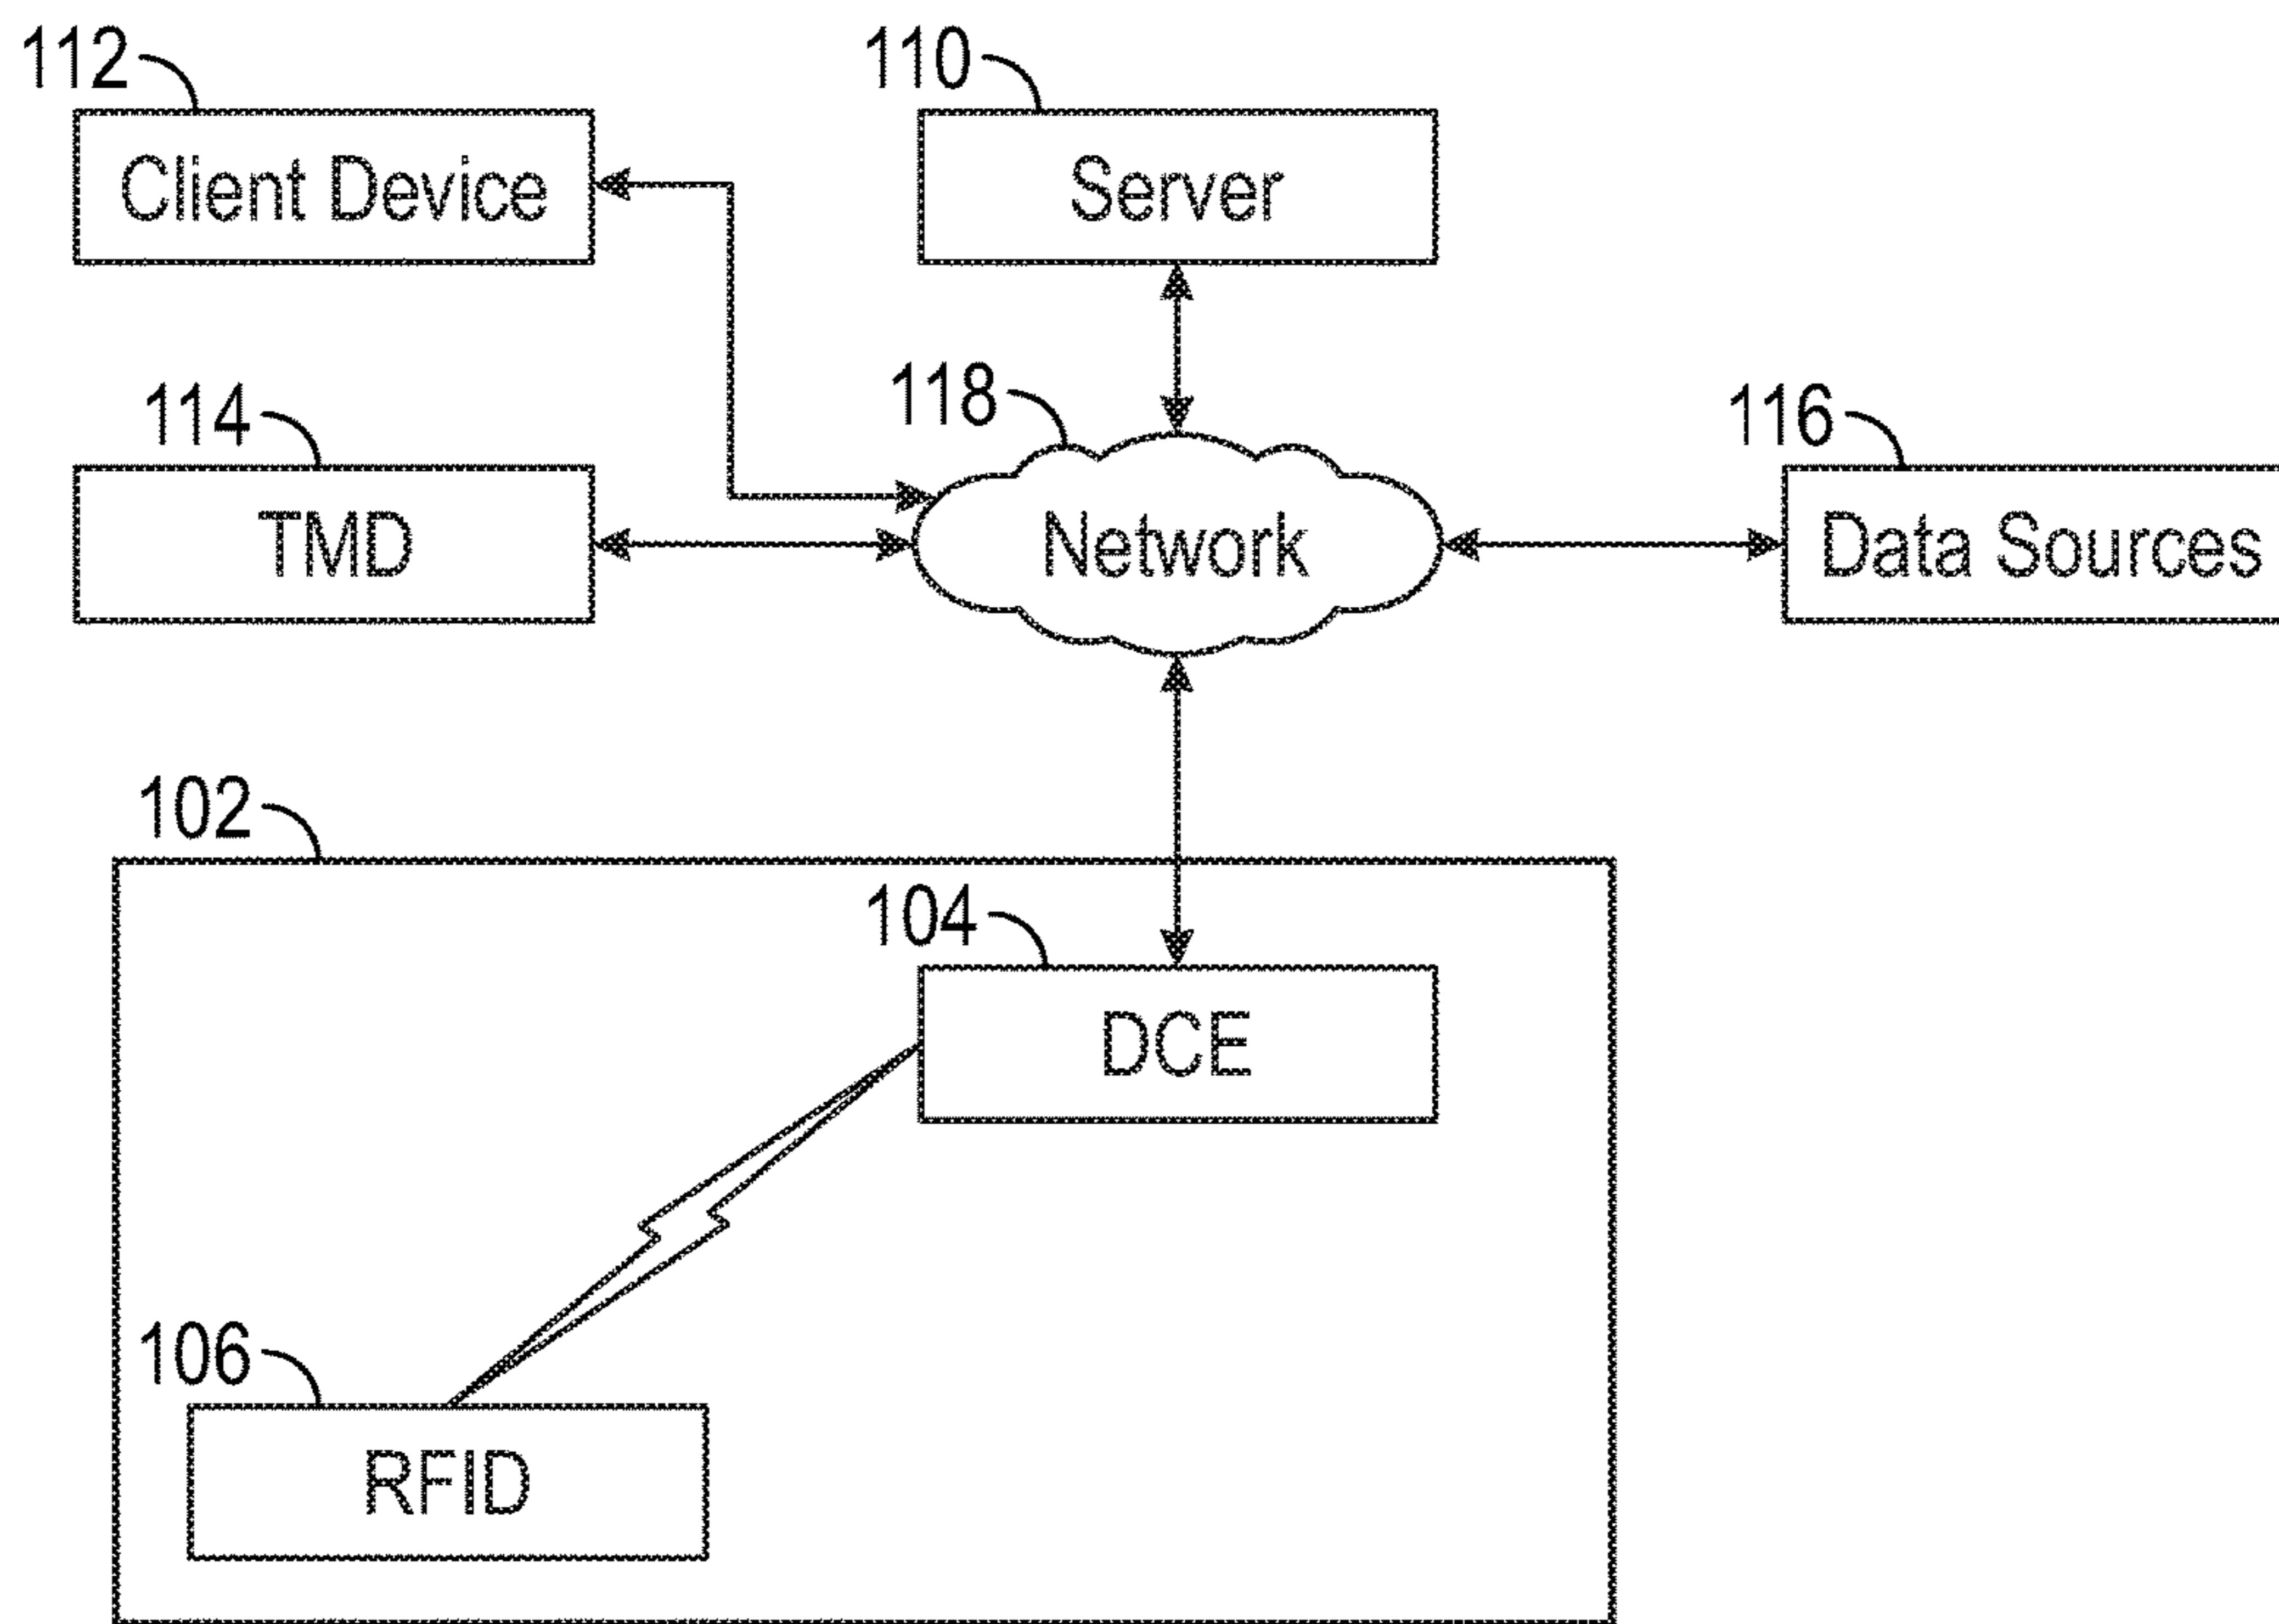 112
110
Client Device
Server
114
118
116
TMD
Network
Data Sources
102
104
DCE
106
RFID